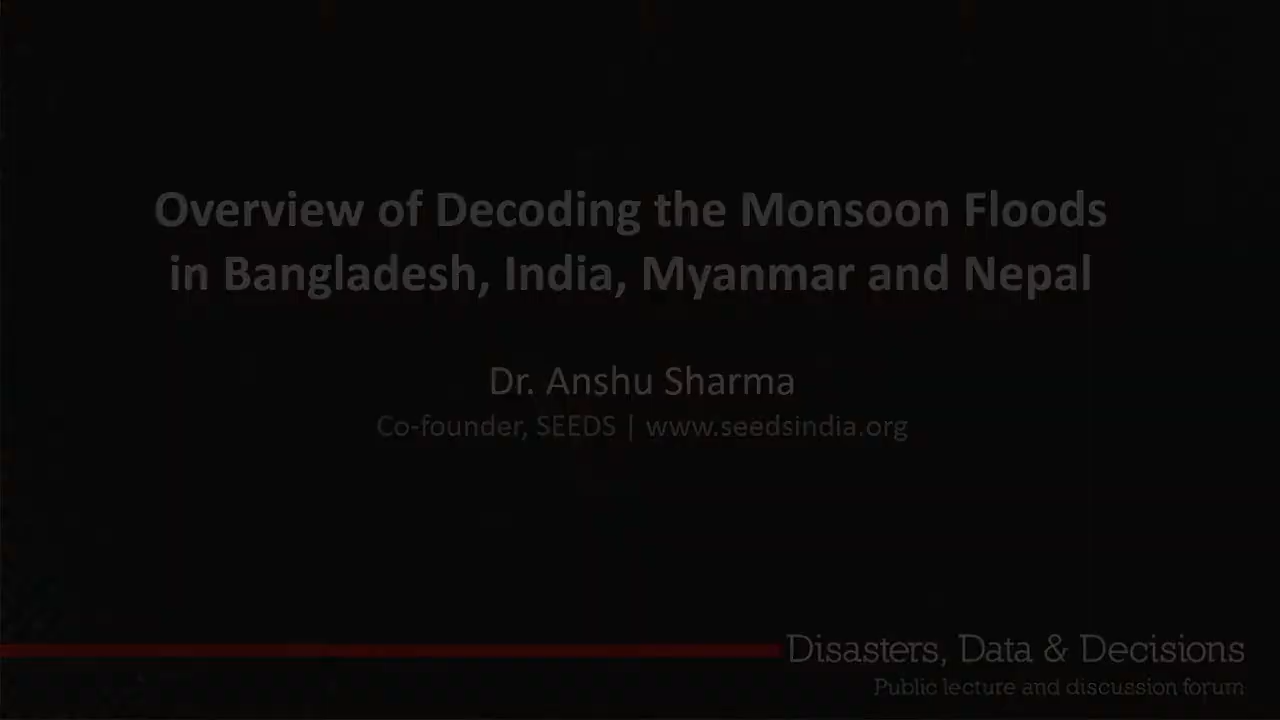 Overview of Decoding the Monsoon Floods
in Bangladesh, India, Myanmar and Nepal
Dr. Anshu Sharma
Co-founder, SEEDS | www.seedsindia.org
Disasters, Data & Decisions
Public lecture and discussion forum